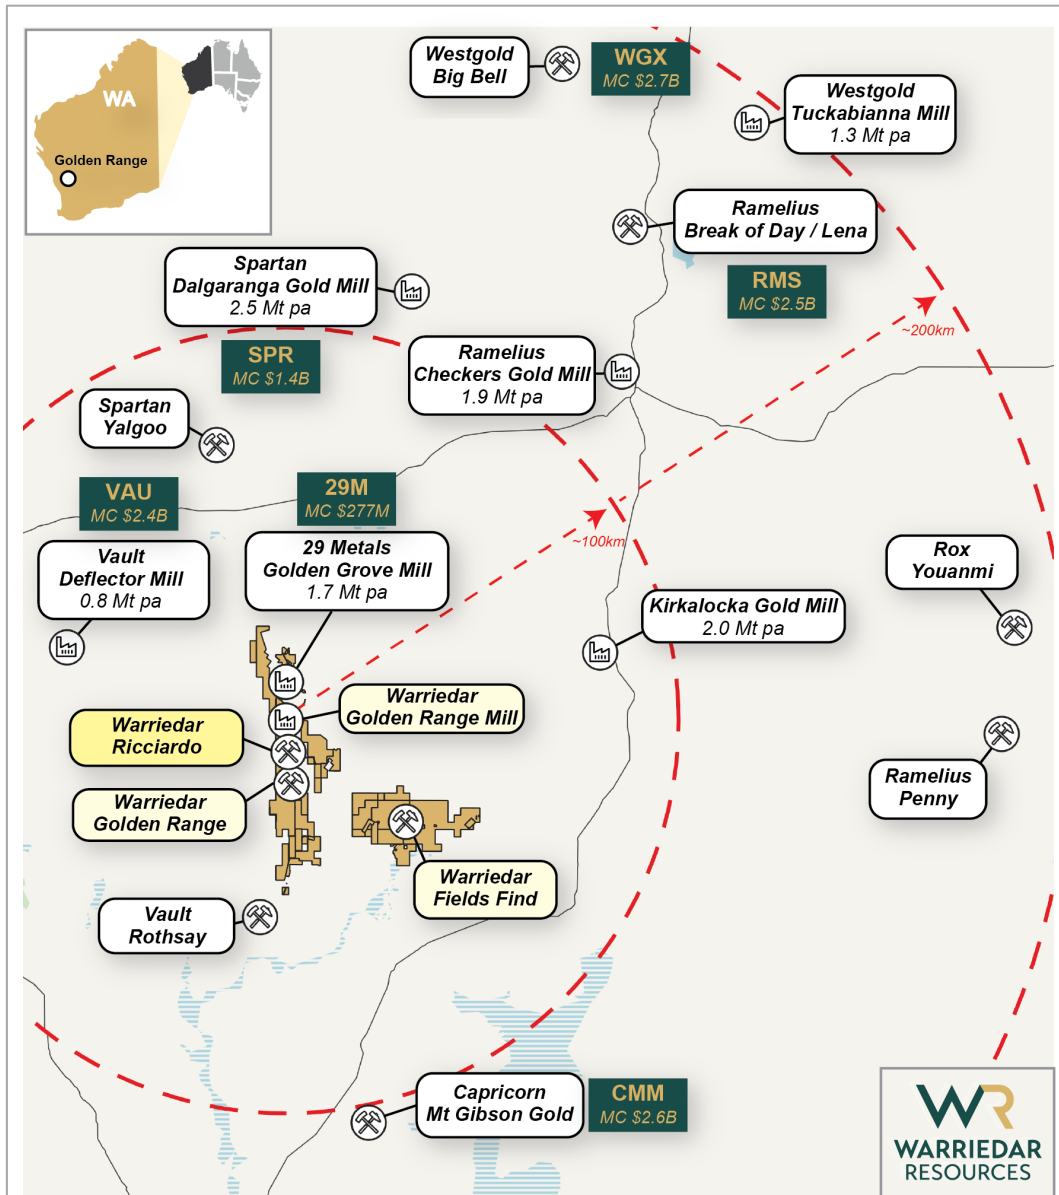 Westgold
Big Bell
WGX
MC $2.7B
WA
Golden Range
Westgold
Tuckabianna Mill
1.3 Mt pa
Ramelius
Break of Day / Lena
RMS
MC $2.5B
Spartan
Dalgaranga Gold Mill
2.5 Mt pa
~200km
SPR
MC $1.4B
Ramelius
Checkers Gold Mill
1.9 Mt pa
Spartan
Yalgoo
VAU
MC $2.4B
29M
MC $277M
~100km
Vault
Deflector Mill
0.8 Mt pa
29 Metals
Golden Grove Mill
1.7 Mt pa
Rox
Youanmi
Kirkalocka Gold Mill
2.0 Mt pa
Warriedar
Golden Range Mill
Warriedar
Ricciardo
Ramelius
Penny
Warriedar
Golden Range
Warriedar
Fields Find
Vault
Rothsay
Capricorn
Mt Gibson Gold
CMM
MC $2.6B
WR
WARRIEDAR
RESOURCES